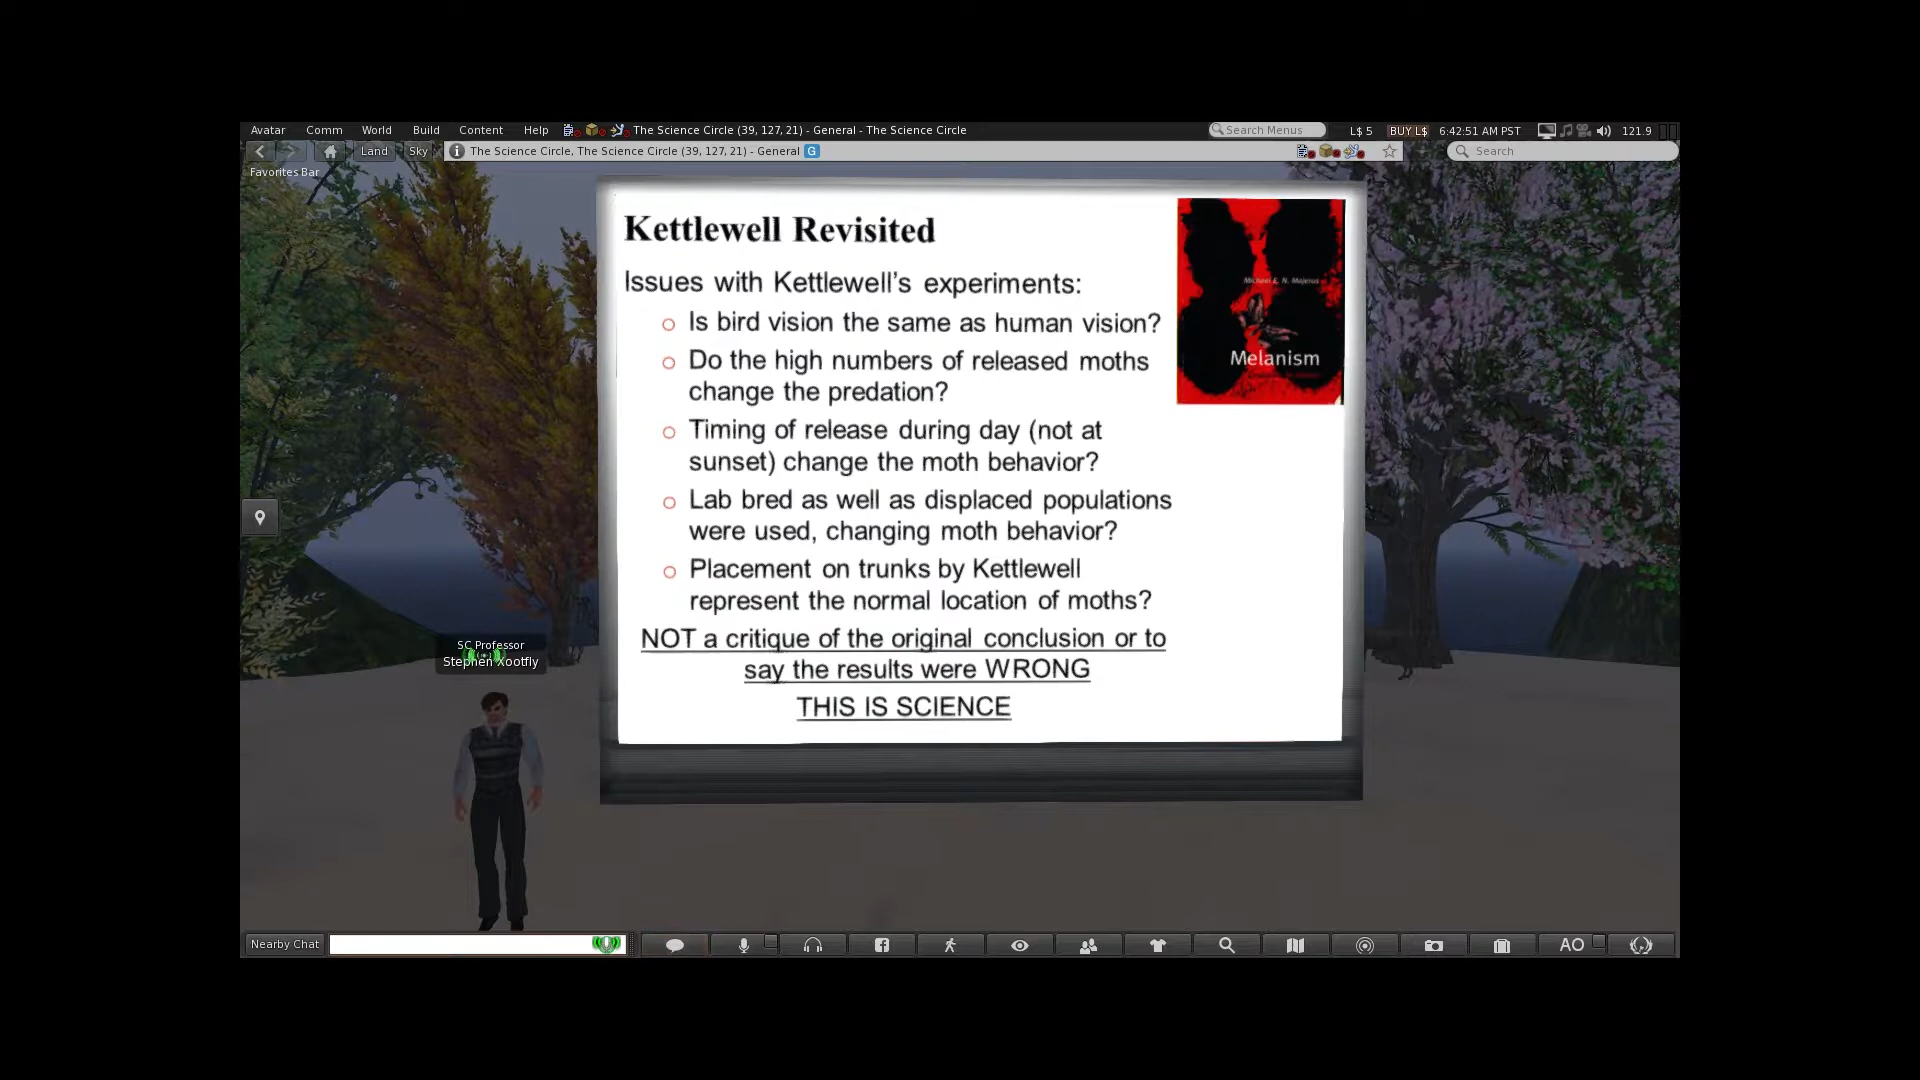 Avatar Comm World Build Content Help The Science Circle (39, 127, 21) - General - The Science Circle Search Menus L$ 5 BUY L$ 6:42:51 AM PST 121.9
Land Sky The Science Circle, The Science Circle (39, 127, 21) - General G Search
Favorites Bar
Kettlewell Revisited
Issues with Kettlewell's experiments:
Is bird vision the same as human vision?
Do the high numbers of released moths
change the predation?
Timing of release during day (not at
sunset) change the moth behavior?
Lab bred as well as displaced populations
were used, changing moth behavior?
Placement on trunks by Kettlewell
represent the normal location of moths?
NOT a critique of the original conclusion or to
say the results were WRONG
THIS IS SCIENCE
Michael E. N. Majerus
Melanism
SC Professor
Stephen Xootfly
Nearby Chat AO